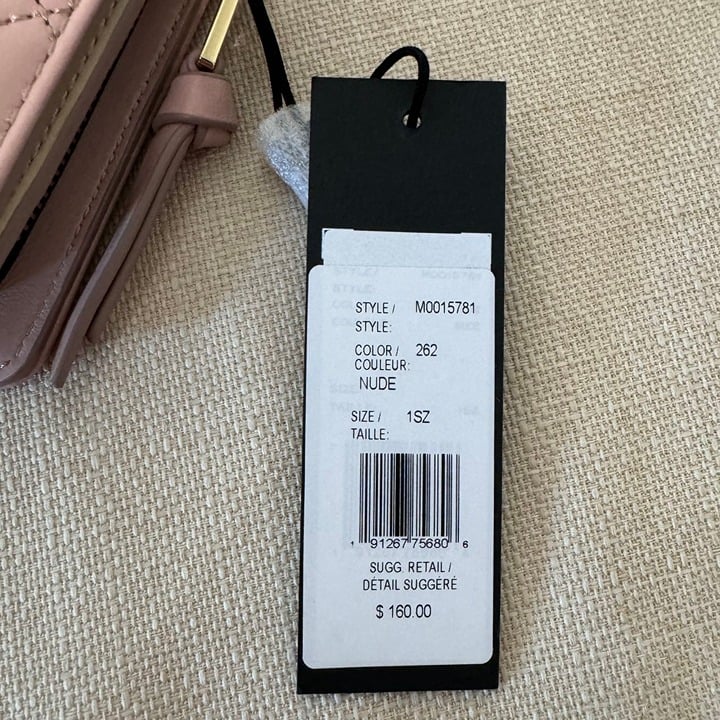 STYLE / M0015781
STYLE:
COLOR / 262
COULEUR:
NUDE
SIZE / 1SZ
TAILLE:
1 91267 75680 6
SUGG. RETAIL /
DÉTAIL SUGGÉRÉ
$ 160.00